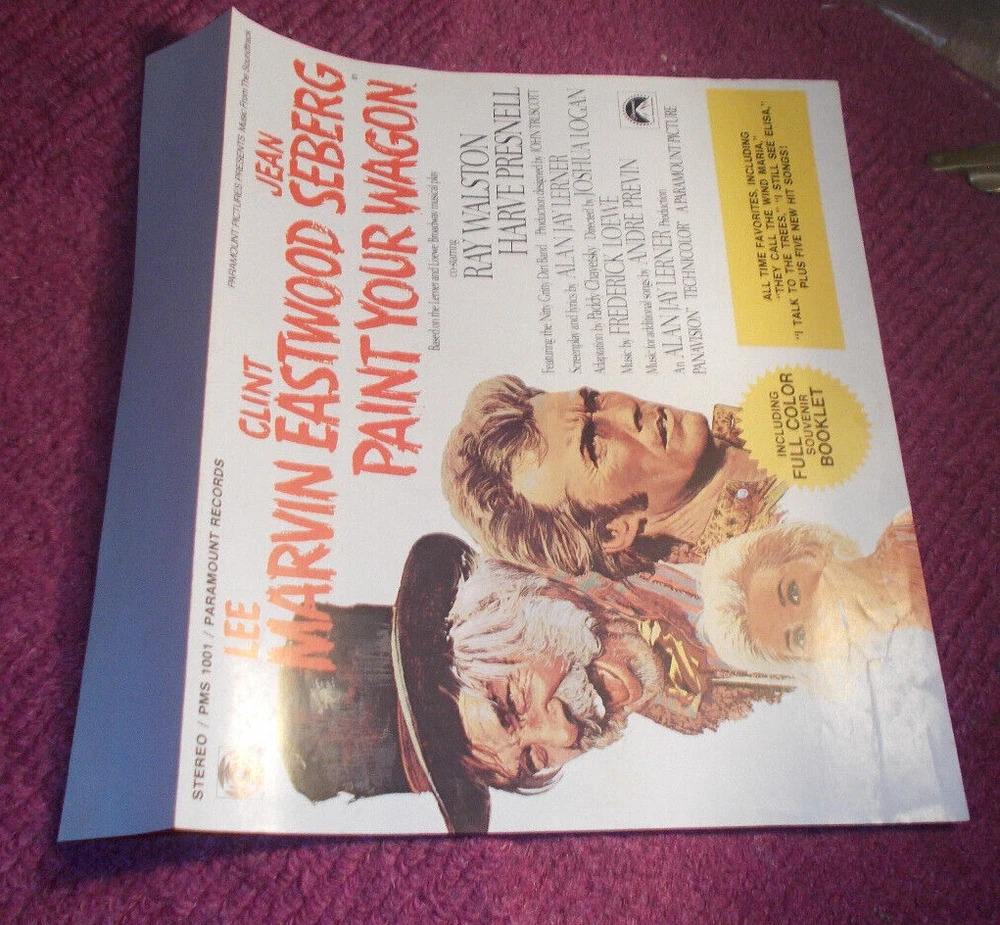 STEREO / PMS 1001 / PARAMOUNT RECORDS
PARAMOUNT PICTURES PRESENTS Music From The Soundtrack
LEE CLINT JEAN
MARVIN EASTWOOD SEBERG
in
PAINT YOUR WAGON
Based on the Lerner and Loewe Broadway musical play
co-starring
RAY WALSTON
HARVE PRESNELL
Featuring the Nitty Gritty Dirt Band Production designed by JOHN TRUSCOTT
Screenplay and lyrics by ALAN JAY LERNER
Adaptation by Paddy Chayefsky Directed by JOSHUA LOGAN
Music by FREDERICK LOEWE
Music for additional songs by ANDRE PREVIN
An ALAN JAY LERNER Production
PANAVISION TECHNICOLOR A PARAMOUNT PICTURE
ALL TIME FAVORITES, INCLUDING
"THEY CALL THE WIND MARIA,"
"I TALK TO THE TREES," "I STILL SEE ELISA,"
PLUS FIVE NEW HIT SONGS!
INCLUDING
FULL COLOR
SOUVENIR
BOOKLET